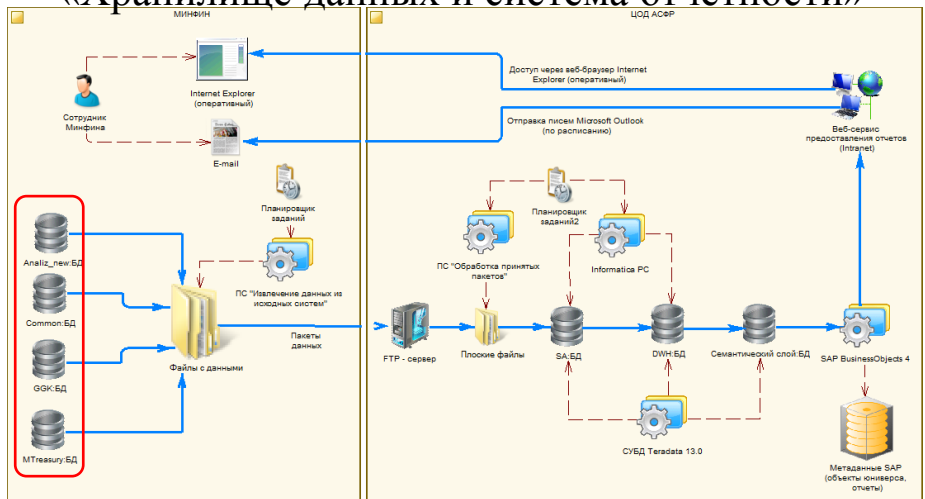 «Хранилище данных и система отчетности»
МИНФИН
ЦОД АСФР
Internet Explorer
(оперативный)
Сотрудник
Минфина
E-mail
Планировщик
заданий
ПС "Извлечение данных из
исходных систем"
Analiz_new:БД
Common:БД
GGK:БД
MTreasury:БД
Файлы с данными
Пакеты
данных
Доступ через веб-браузер Internet
Explorer (оперативный)
Отправка писем Microsoft Outlook
(по расписанию)
Веб-сервис
предоставления отчетов
(Intranet)
Планировщик
заданий2
ПС "Обработка принятых
пакетов"
Informatica PC
FTP - сервер
Плоские файлы
SA:БД
DWH:БД
Семантический слой:БД
SAP BusinessObjects 4
СУБД Teradata 13.0
Метаданные SAP
(объекты юниверса,
отчеты)